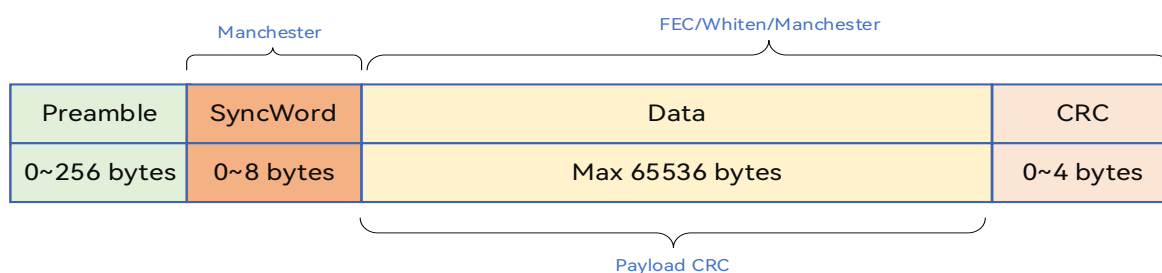 Manchester
FEC/Whiten/Manchester
Preamble SyncWord Data CRC
0~256 bytes 0~8 bytes Max 65536 bytes 0~4 bytes
Payload CRC